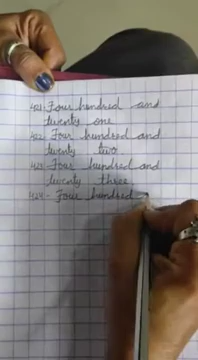 421- Four hundred and
twenty one
422- Four hundred and
twenty two
423- Four hundred and
twenty three
424- Four hundred